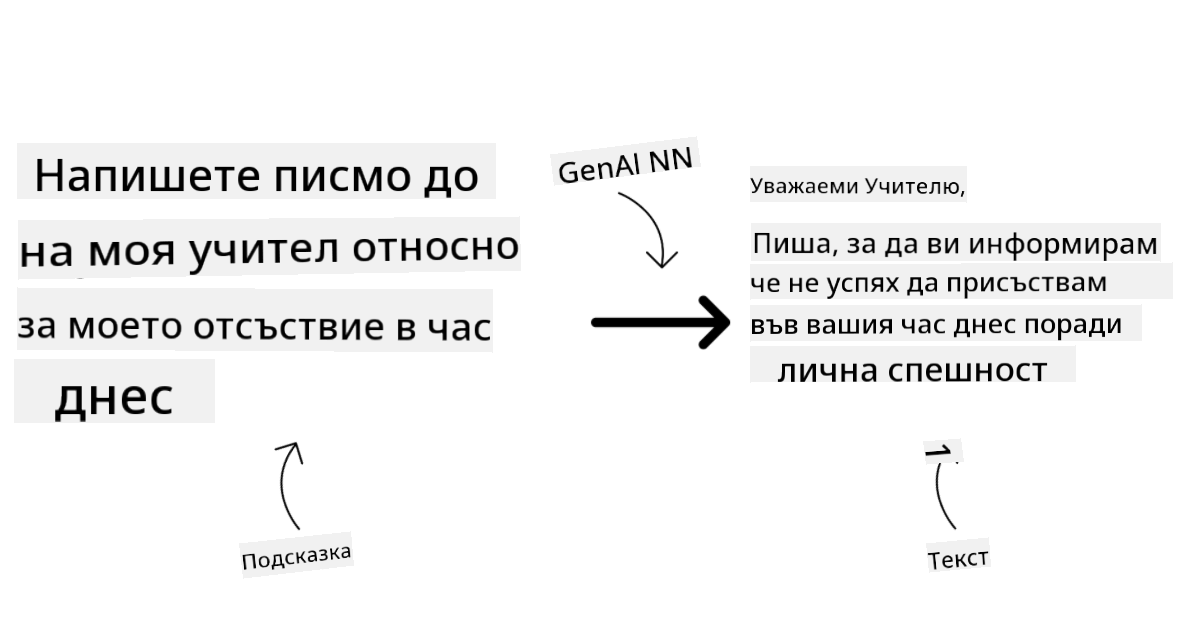 Напишете писмо до
на моя учител относно
за моето отсъствие в час
днес
Подсказка
GenAI NN
Уважаеми Учителю,
Пиша, за да ви информирам
че не успях да присъствам
във вашия час днес поради
лична спешност
Текст